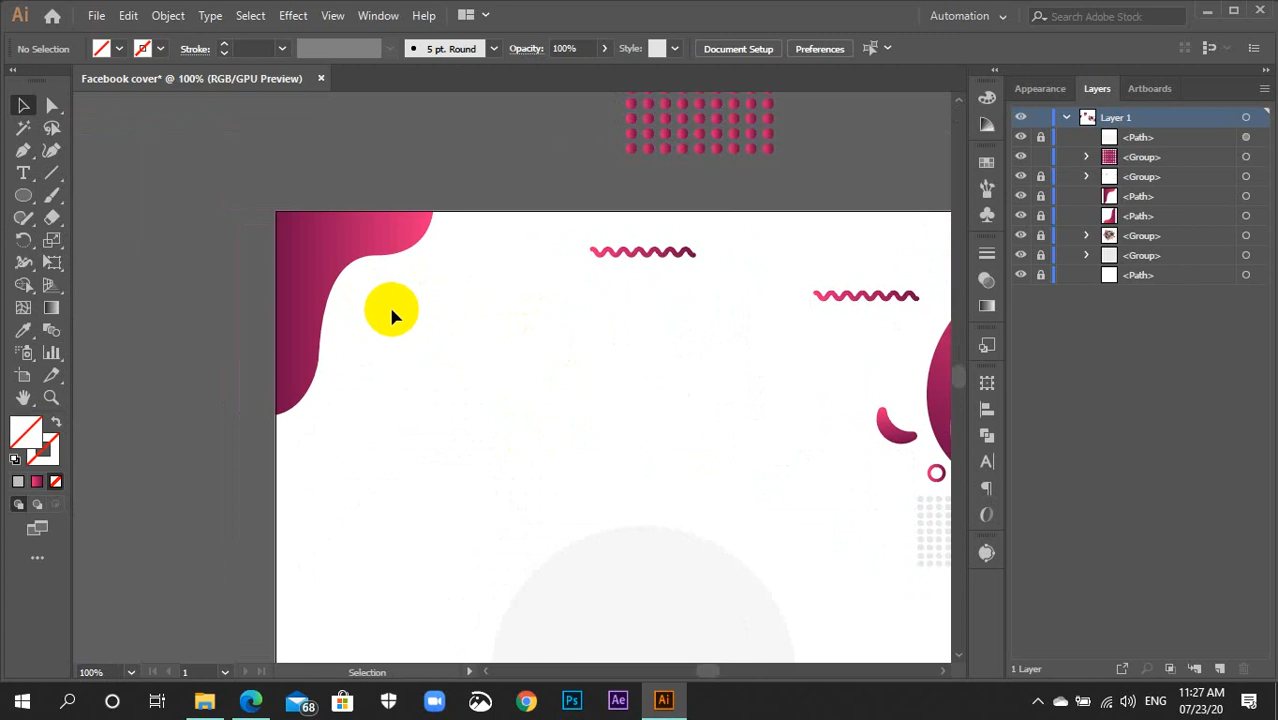 Ai File Edit Object Type Select Effect View Window Help Automation Search Adobe Stock
No Selection Stroke: 5 pt. Round Opacity: 100% Style: Document Setup Preferences
Facebook cover* @ 100% (RGB/GPU Preview) ×
Appearance Layers Artboards
Layer 1
<Path>
<Group>
<Group>
<Path>
<Path>
<Group>
<Group>
<Path>
100% 1 Selection
1 Layer
68 Ps Ae Ai ENG 11:27 AM
07/23/20